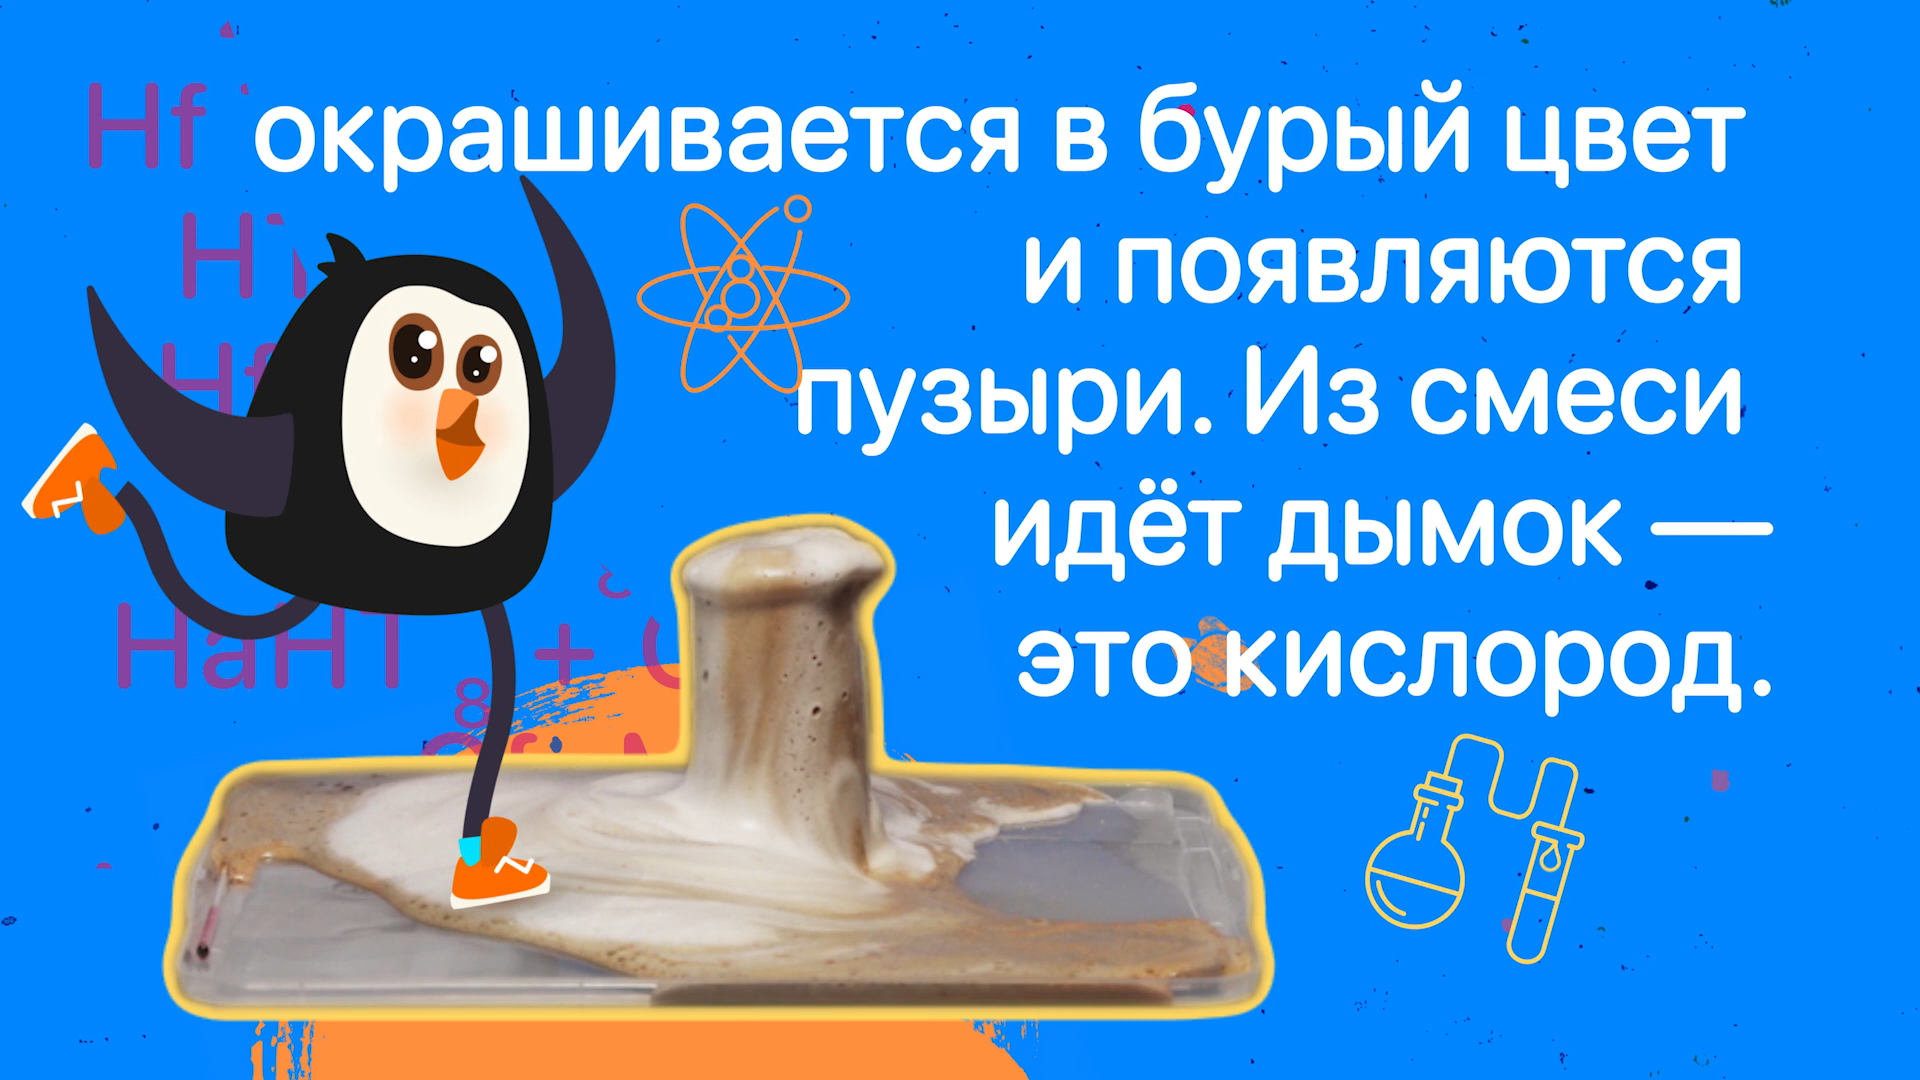 окрашивается в бурый цвет
и появляются
пузыри. Из смеси
идёт дымок —
это кислород.